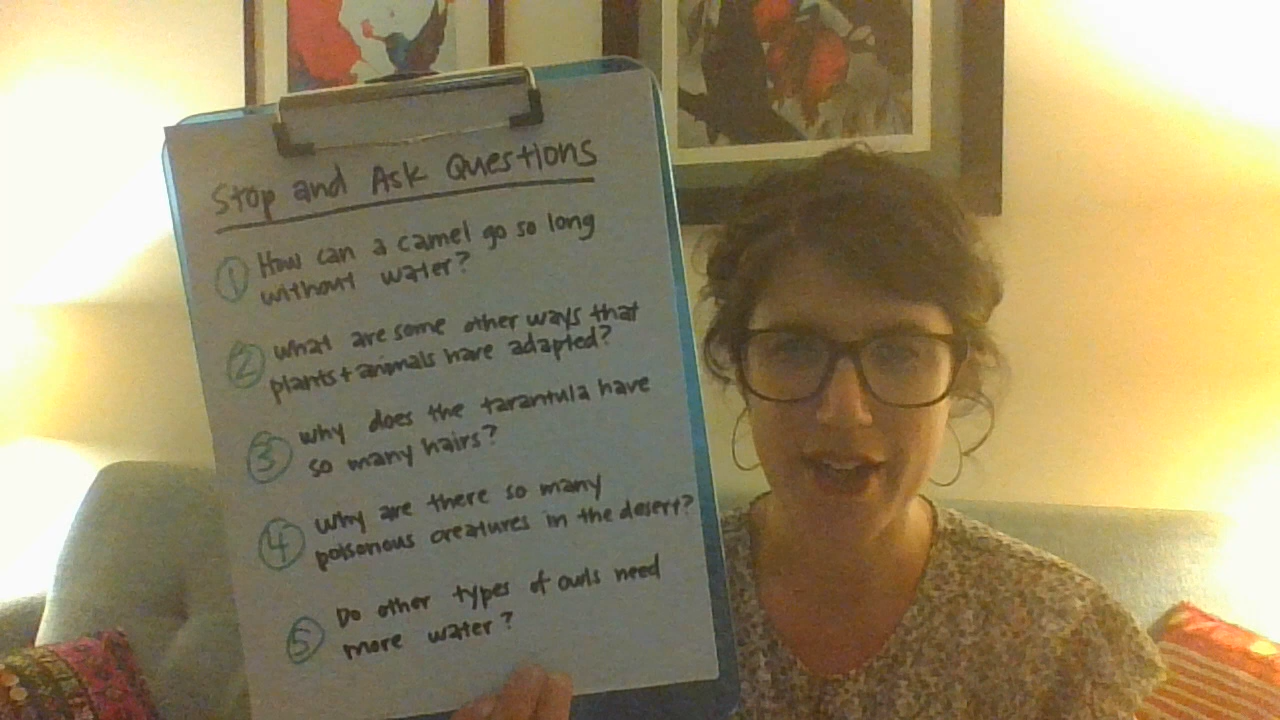 Stop and Ask Questions
① How can a camel go so long
without water?
② What are some other ways that
plants + animals have adapted?
③ Why does the tarantula have
so many hairs?
④ Why are there so many
poisonous creatures in the desert?
⑤ Do other types of owls need
more water?